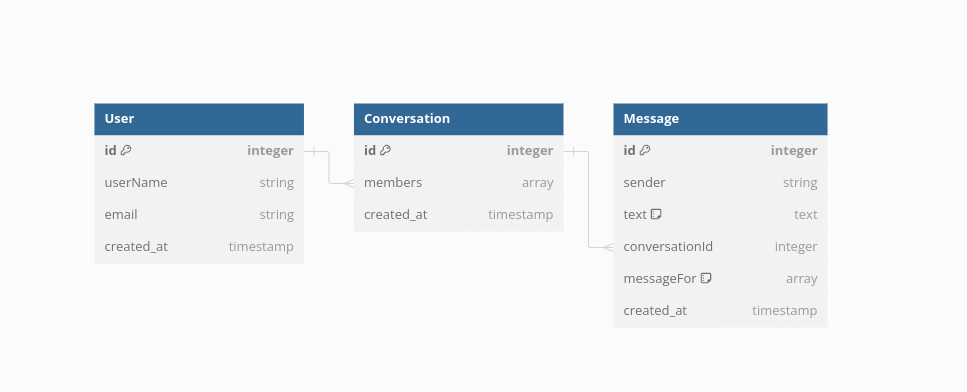 User
id integer
userName string
email string
created_at timestamp
Conversation
id integer
members array
created_at timestamp
Message
id integer
sender string
text text
conversationId integer
messageFor array
created_at timestamp